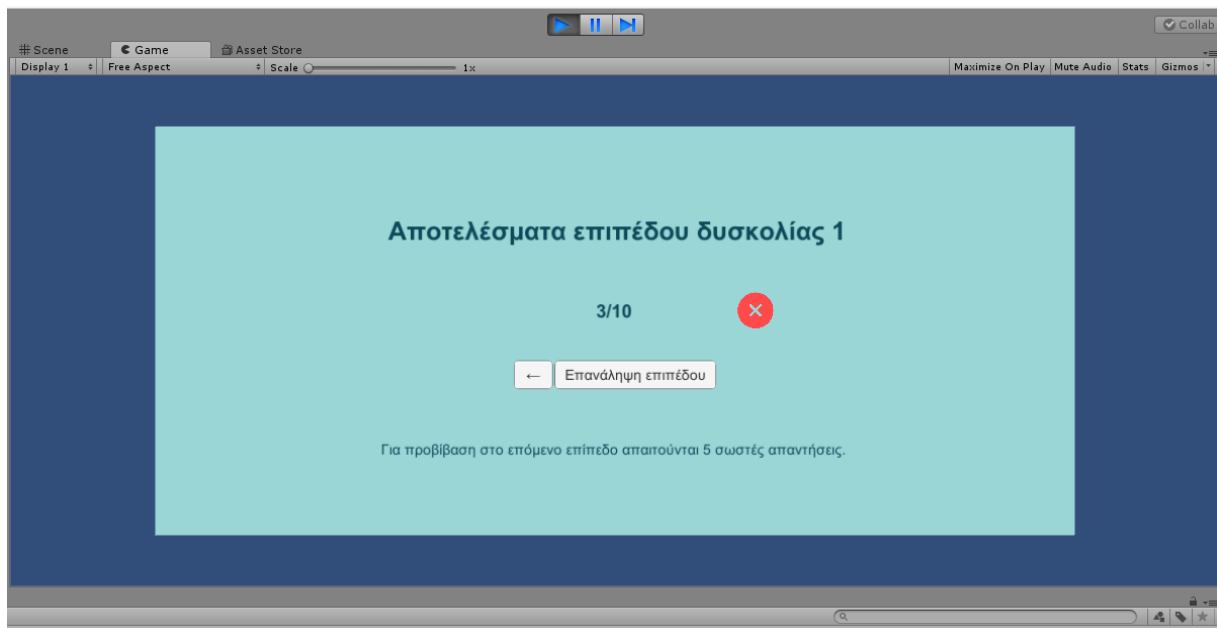 Collab
Scene Game Asset Store
Display 1 Free Aspect Scale 1x Maximize On Play Mute Audio Stats Gizmos
Αποτελέσματα επιπέδου δυσκολίας 1
3/10
← Επανάληψη επιπέδου
Για προβίβαση στο επόμενο επίπεδο απαιτούνται 5 σωστές απαντήσεις.